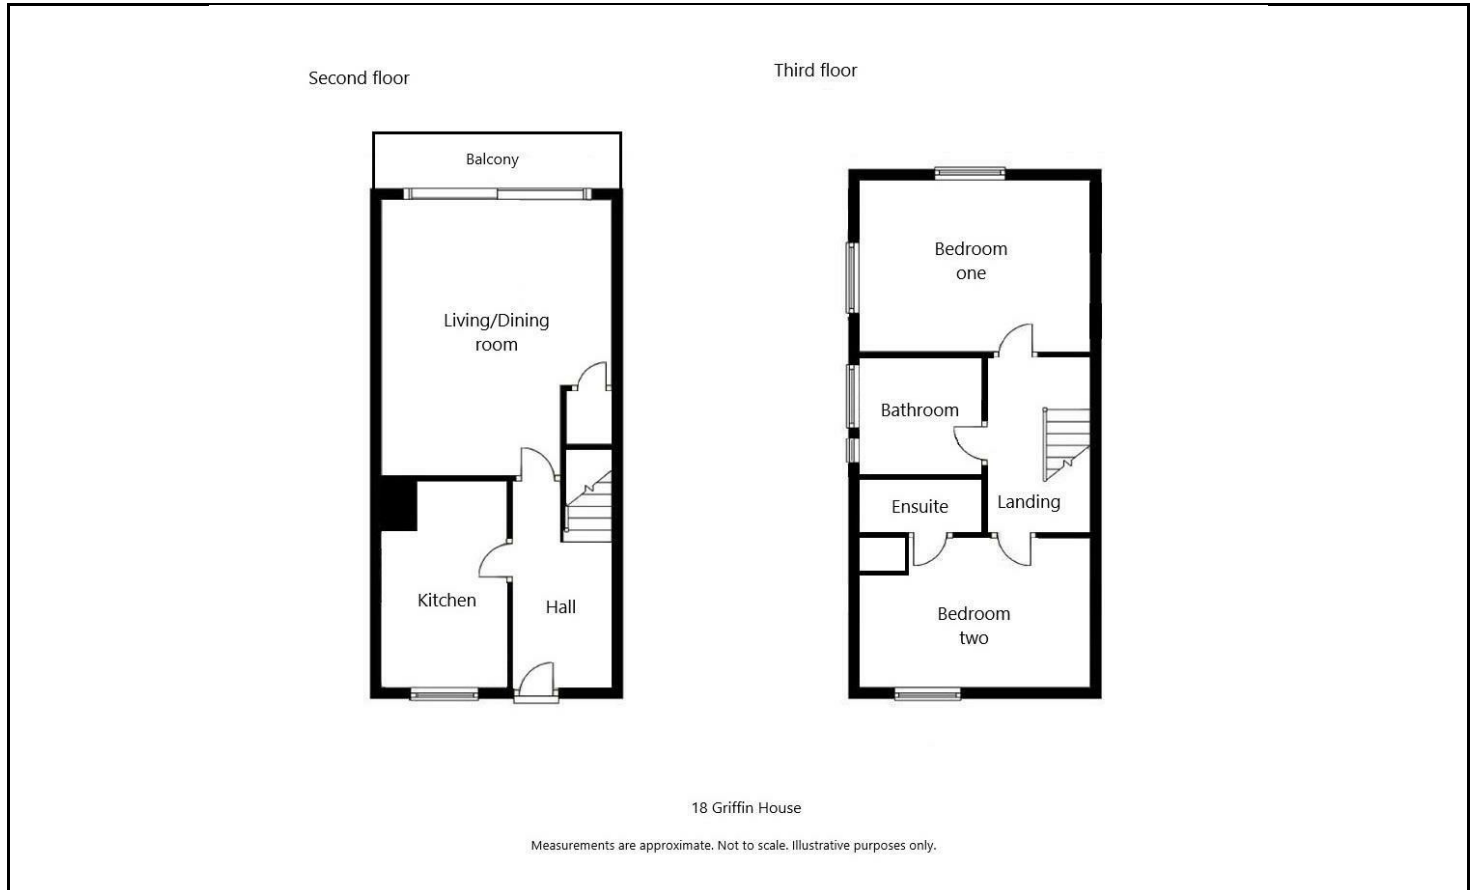 Second floor
Third floor
Balcony
Living/Dining
room
Kitchen
Hall
Bedroom
one
Bathroom
Ensuite
Landing
Bedroom
two
18 Griffin House
Measurements are approximate. Not to scale. Illustrative purposes only.